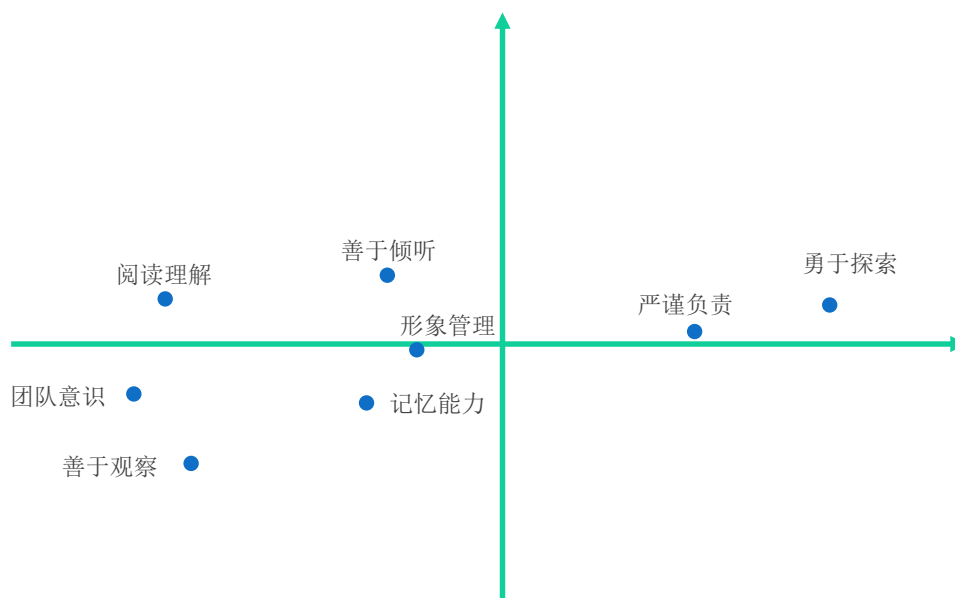 善于倾听
勇于探索
阅读理解
严谨负责
形象管理
团队意识
记忆能力
善于观察